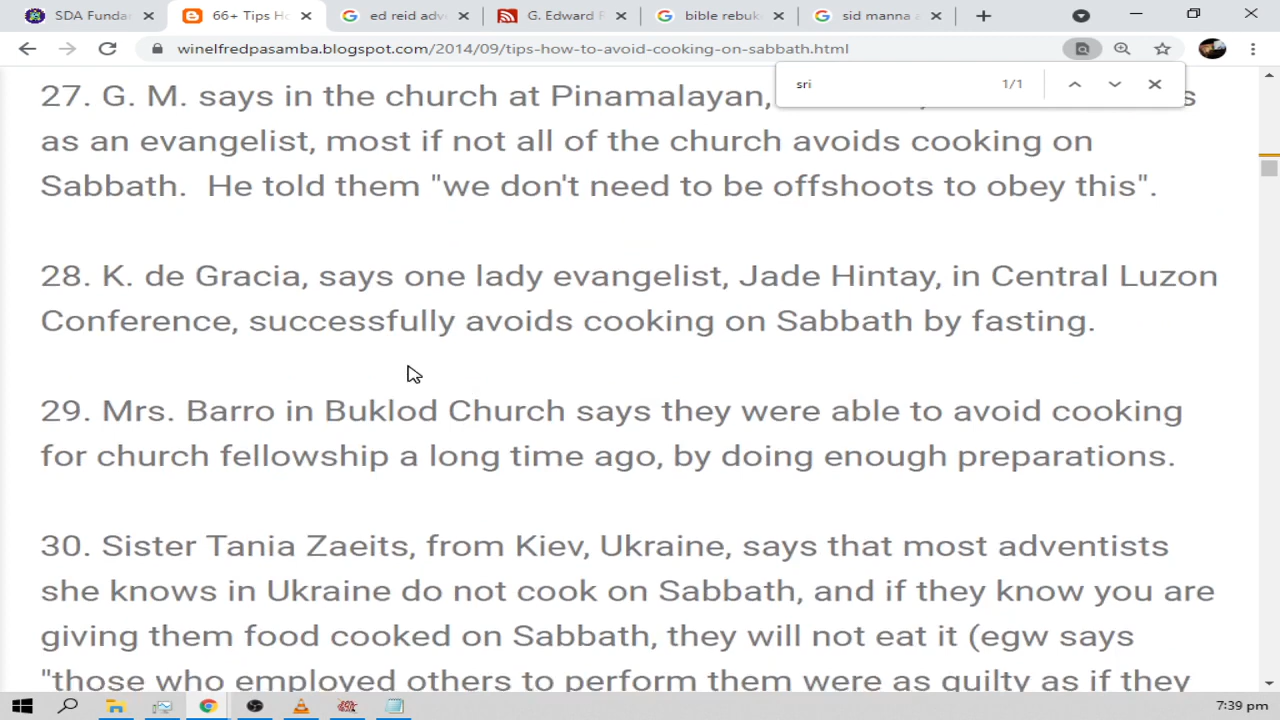 SDA Funda
66+ Tips Ho
ed reid adv
G. Edward R
bible rebuk
sid manna a
winelfredpasamba.blogspot.com/2014/09/tips-how-to-avoid-cooking-on-sabbath.html
sri 1/1
27. G. M. says in the church at Pinamalayan,
as an evangelist, most if not all of the church avoids cooking on
Sabbath. He told them "we don't need to be offshoots to obey this".
28. K. de Gracia, says one lady evangelist, Jade Hintay, in Central Luzon
Conference, successfully avoids cooking on Sabbath by fasting.
29. Mrs. Barro in Buklod Church says they were able to avoid cooking
for church fellowship a long time ago, by doing enough preparations.
30. Sister Tania Zaeits, from Kiev, Ukraine, says that most adventists
she knows in Ukraine do not cook on Sabbath, and if they know you are
giving them food cooked on Sabbath, they will not eat it (egw says
"those who employed others to perform them were as guilty as if they
7:39 pm